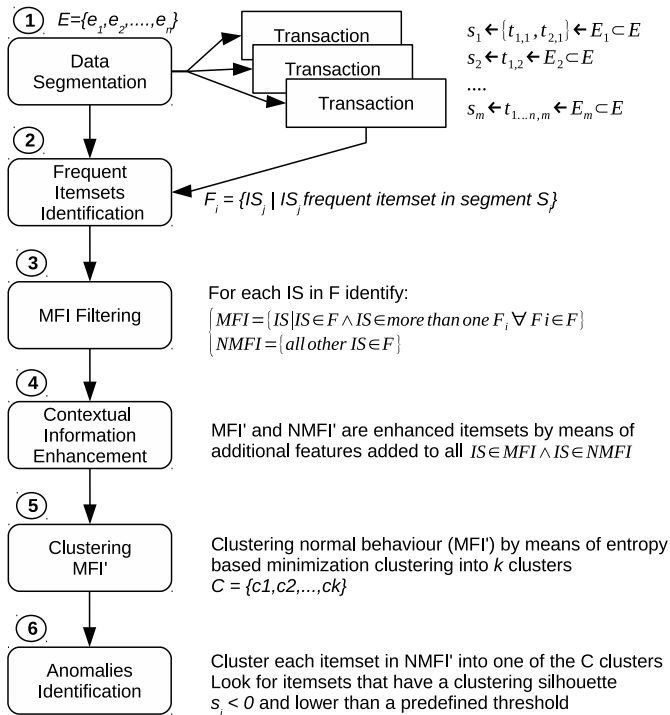 1
E={e₁,e₂,....,eₙ}
Data
Segmentation
Transaction
Transaction
Transaction
s₁←{t₁,₁,t₂,₁}←E₁⊂E
s₂←t₁,₂←E₂⊂E
....
sₘ←t₁...ₙ,ₘ←Eₘ⊂E
2
Frequent
Itemsets
Identification
Fᵢ = {ISⱼ | ISⱼ frequent itemset in segment Sᵢ}
3
MFI Filtering
For each IS in F identify:
{MFI={IS|IS∈F∧IS∈more than one Fᵢ ∀ Fi∈F}
{NMFI={all other IS∈F}
4
Contextual
Information
Enhancement
MFI' and NMFI' are enhanced itemsets by means of
additional features added to all IS∈MFI∧IS∈NMFI
5
Clustering
MFI'
Clustering normal behaviour (MFI') by means of entropy
based minimization clustering into k clusters
C = {c1,c2,...,ck}
6
Anomalies
Identification
Cluster each itemset in NMFI' into one of the C clusters
Look for itemsets that have a clustering silhouette
sᵢ < 0 and lower than a predefined threshold